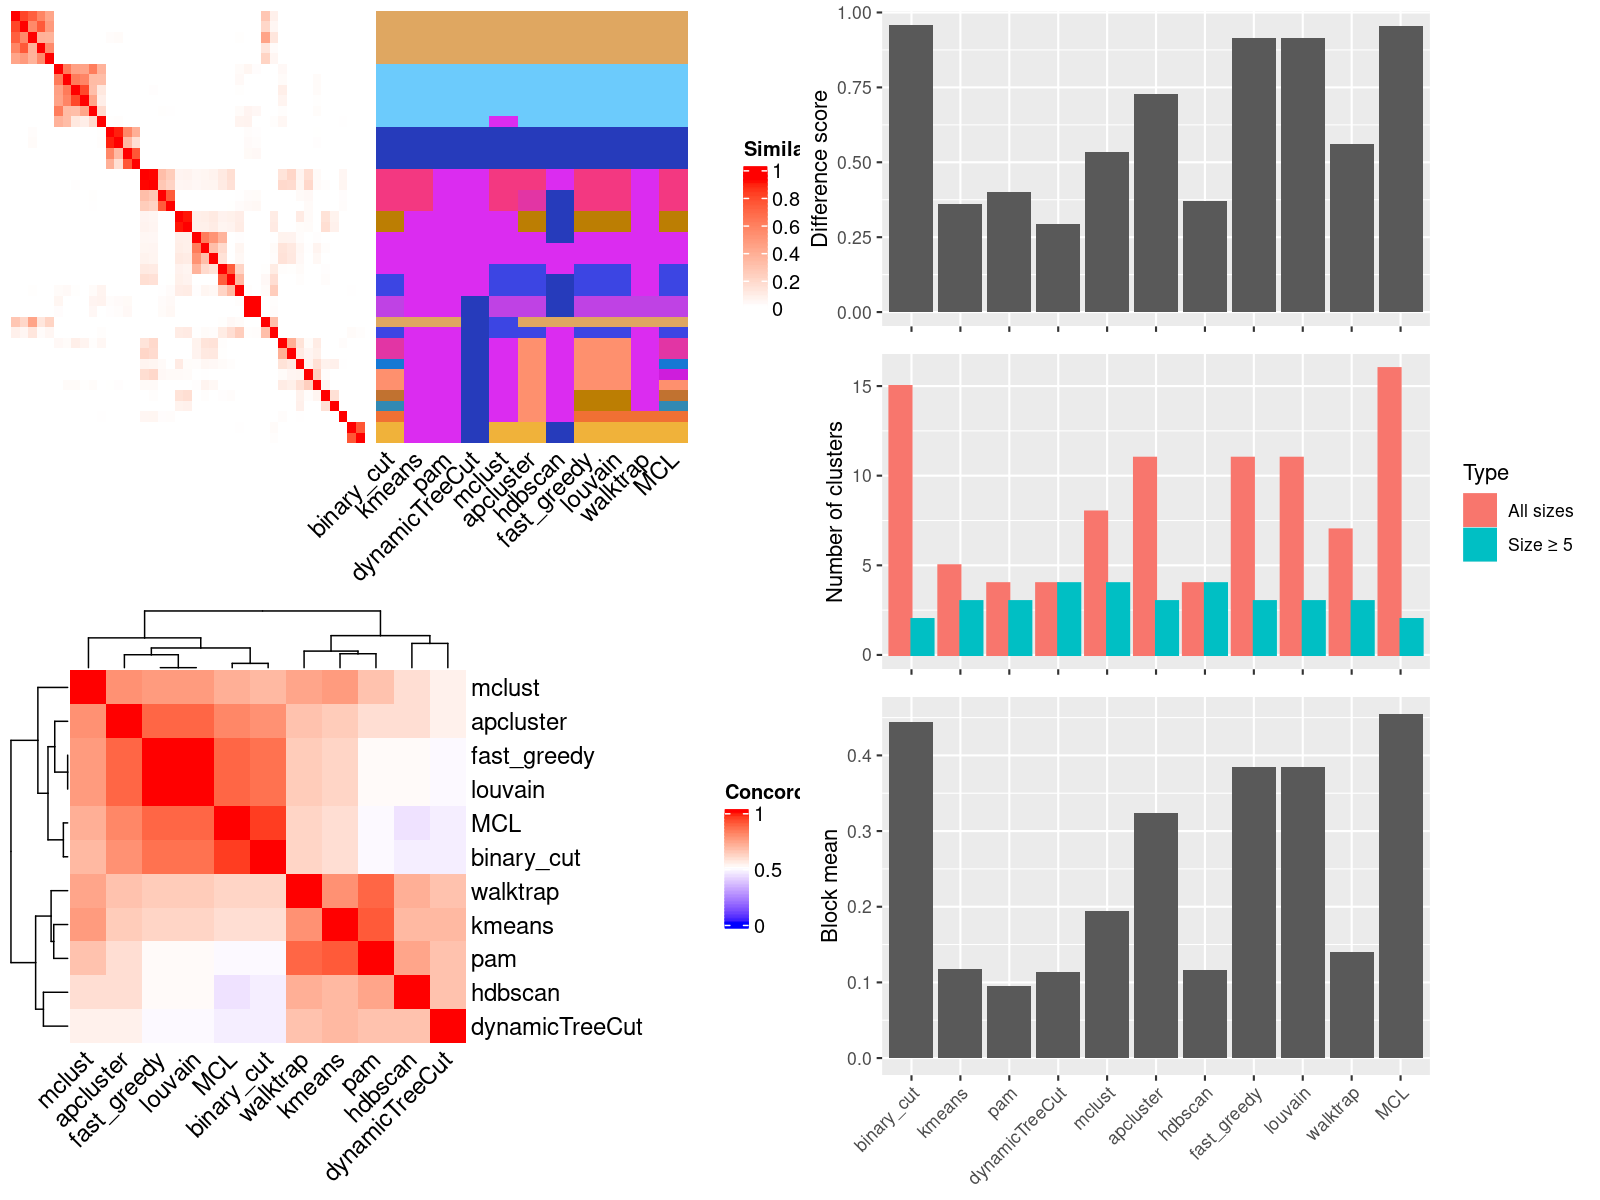 Simila
1
0.8
0.6
0.4
0.2
0
binary_cut
kmeans
pam
dynamicTreeCut
mclust
apcluster
hdbscan
fast_greedy
louvain
walktrap
MCL
mclust
apcluster
fast_greedy
louvain
MCL
binary_cut
walktrap
kmeans
pam
hdbscan
dynamicTreeCut
mclust
apcluster
fast_greedy
louvain
MCL
binary_cut
walktrap
kmeans
pam
hdbscan
dynamicTreeCut
Concord
1
0.5
0
Difference score
1.00
0.75
0.50
0.25
0.00
Number of clusters
15
10
5
0
Type
All sizes
Size ≥ 5
Block mean
0.4
0.3
0.2
0.1
0.0
binary_cut
kmeans
pam
dynamicTreeCut
mclust
apcluster
hdbscan
fast_greedy
louvain
walktrap
MCL